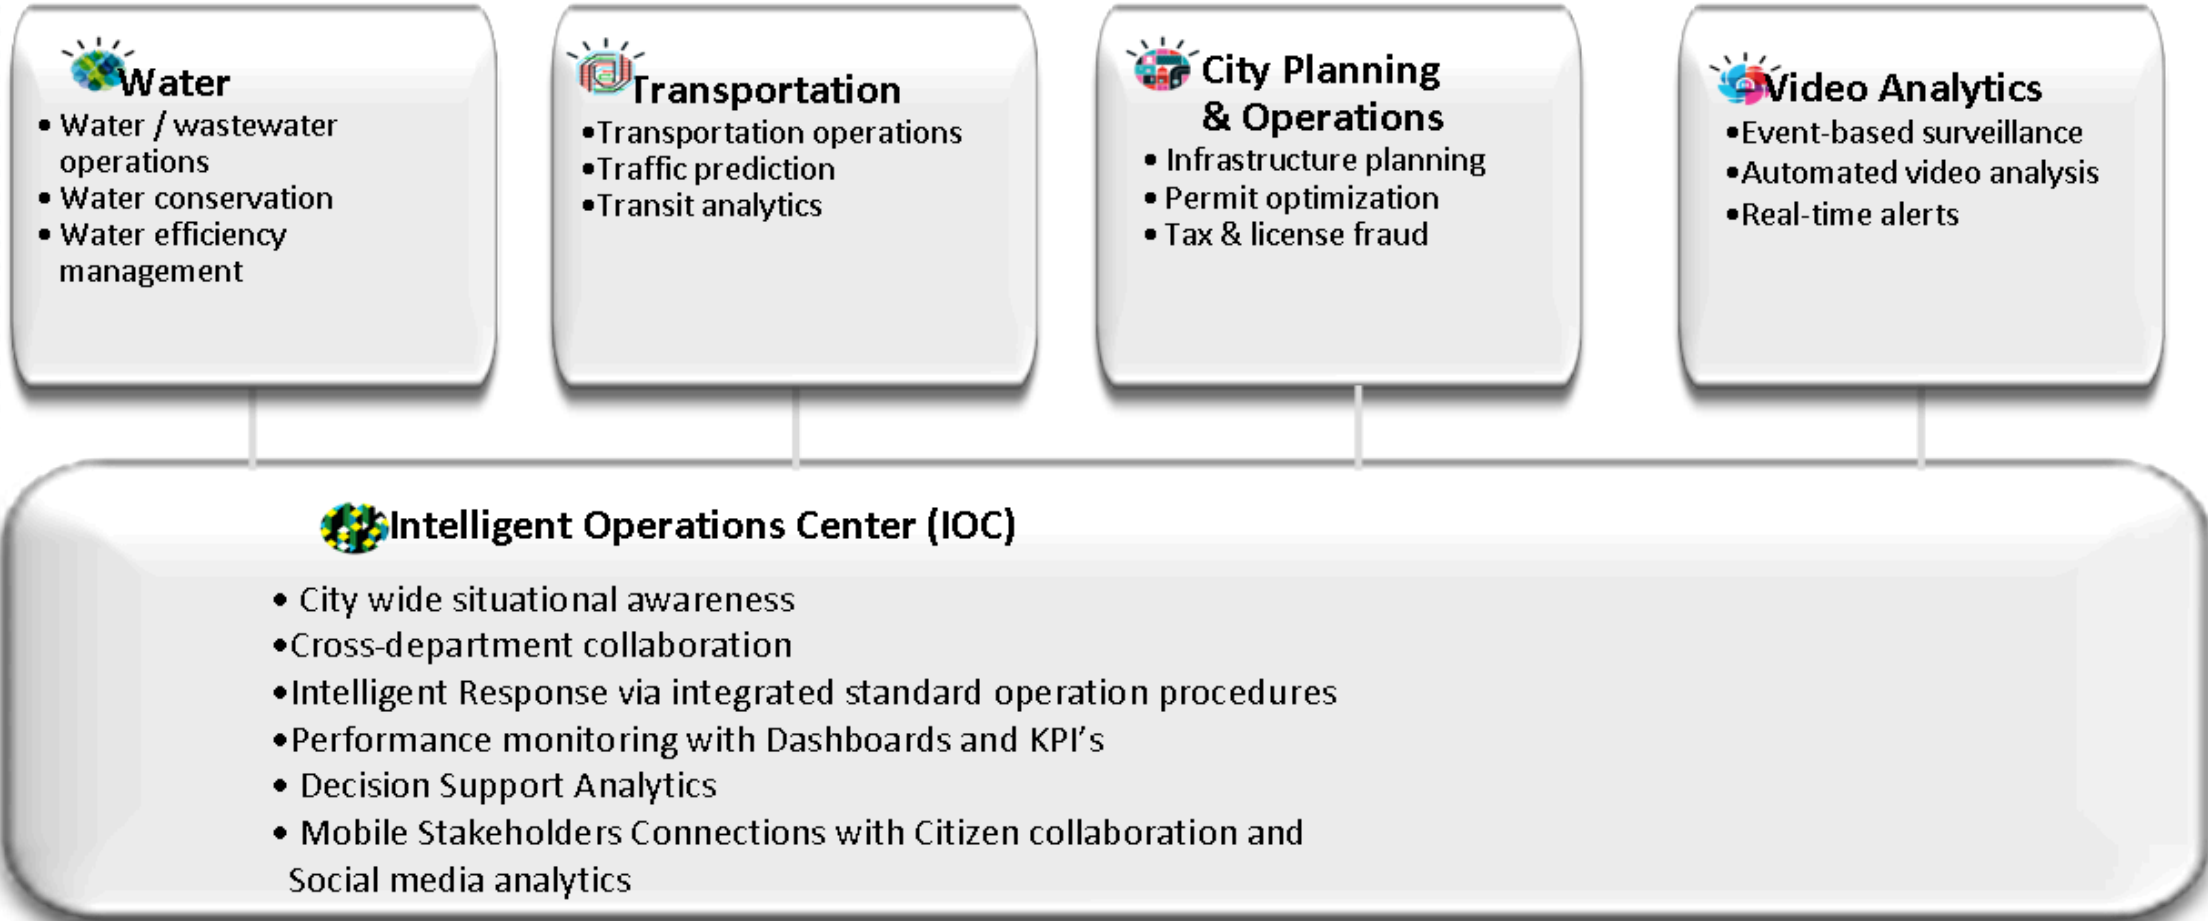 Water
• Water / wastewater
operations
• Water conservation
• Water efficiency
management
Transportation
•Transportation operations
•Traffic prediction
•Transit analytics
City Planning
& Operations
• Infrastructure planning
• Permit optimization
• Tax & license fraud
Video Analytics
•Event-based surveillance
•Automated video analysis
•Real-time alerts
Intelligent Operations Center (IOC)
• City wide situational awareness
•Cross-department collaboration
•Intelligent Response via integrated standard operation procedures
•Performance monitoring with Dashboards and KPI’s
• Decision Support Analytics
• Mobile Stakeholders Connections with Citizen collaboration and
Social media analytics